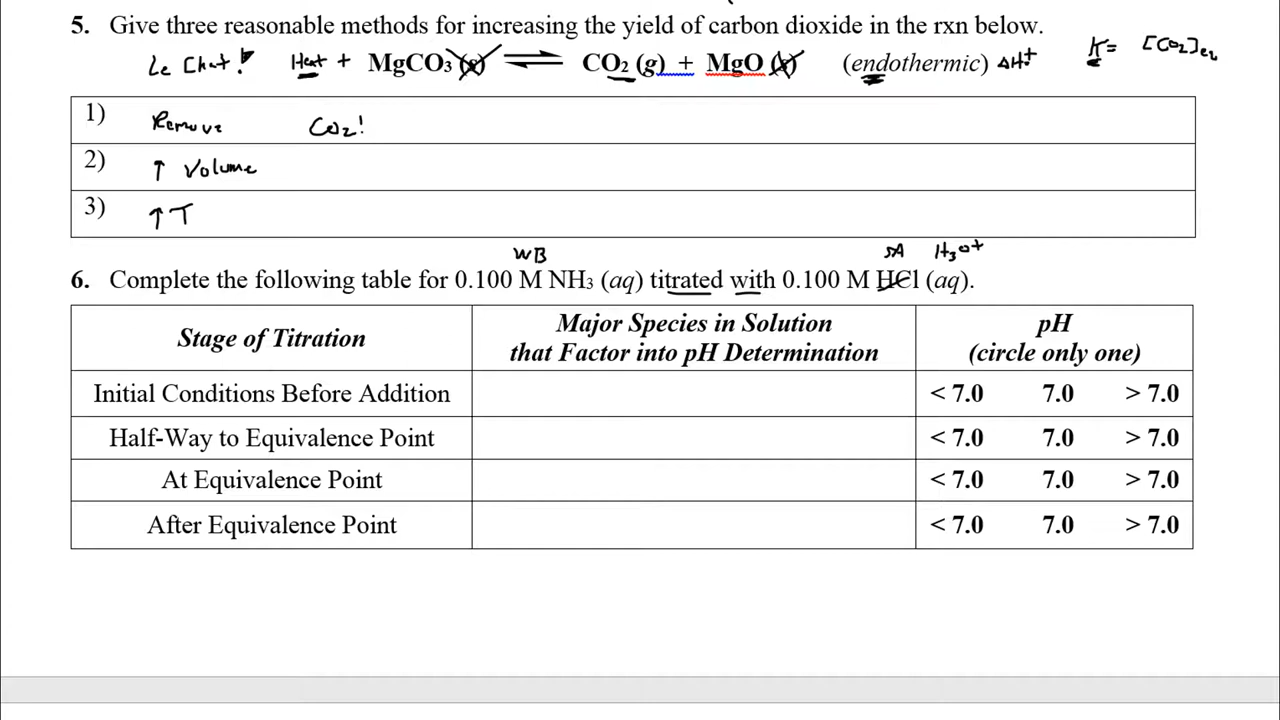 5. Give three reasonable methods for increasing the yield of carbon dioxide in the rxn below.
Le Chat! Heat + MgCO₃(s) ⇌ CO₂ (g) + MgO (s) (endothermic) ΔH+ K = [CO₂]eq
1) Remove CO₂!
2) ↑ Volume
3) ↑ T
WB SA H₃O+
6. Complete the following table for 0.100 M NH₃ (aq) titrated with 0.100 M HCl (aq).
Stage of Titration
Major Species in Solution
that Factor into pH Determination
pH
(circle only one)
Initial Conditions Before Addition < 7.0 7.0 > 7.0
Half-Way to Equivalence Point < 7.0 7.0 > 7.0
At Equivalence Point < 7.0 7.0 > 7.0
After Equivalence Point < 7.0 7.0 > 7.0